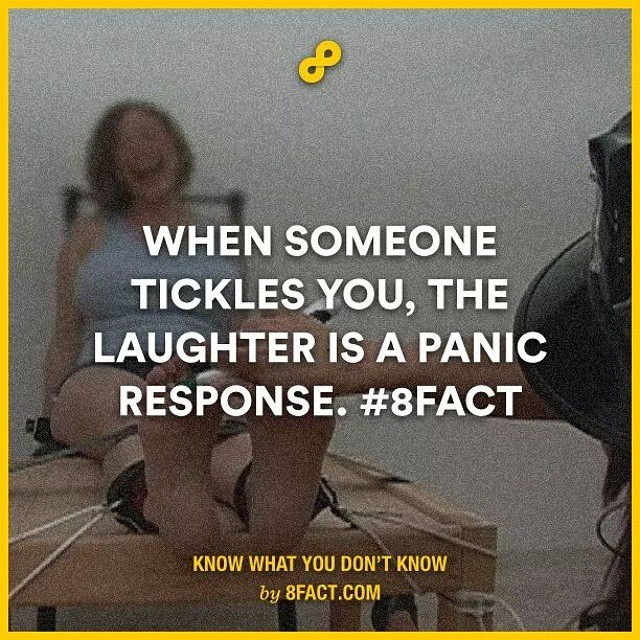 WHEN SOMEONE
TICKLES YOU, THE
LAUGHTER IS A PANIC
RESPONSE. #8FACT
KNOW WHAT YOU DON'T KNOW
by 8FACT.COM